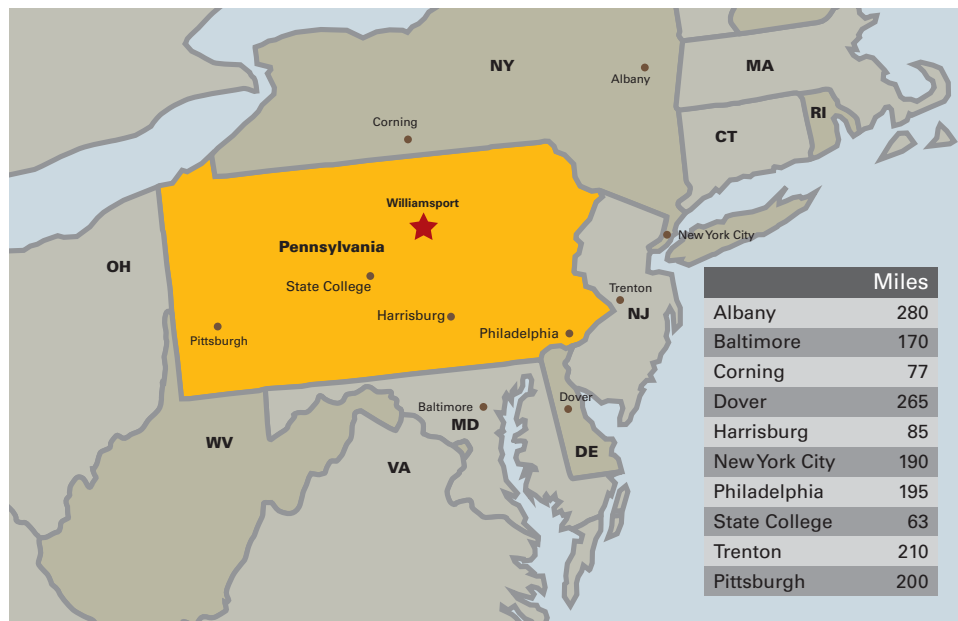 NY
MA
Albany
RI
Corning
CT
Williamsport
New York City
Pennsylvania
OH
State College
Trenton
Harrisburg
NJ
Philadelphia
Pittsburgh
Dover
Baltimore
MD
WV
DE
VA
Miles
Albany 280
Baltimore 170
Corning 77
Dover 265
Harrisburg 85
New York City 190
Philadelphia 195
State College 63
Trenton 210
Pittsburgh 200